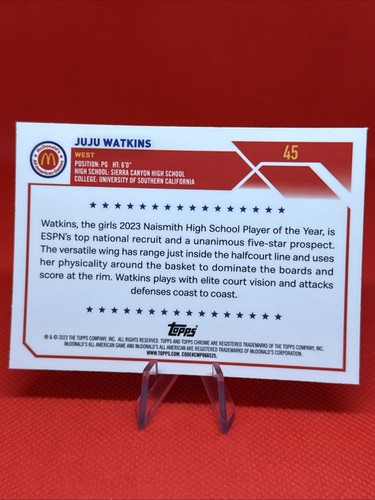 JUJU WATKINS
WEST
POSITION: PG HT: 6'0"
HIGH SCHOOL: SIERRA CANYON HIGH SCHOOL
COLLEGE: UNIVERSITY OF SOUTHERN CALIFORNIA
45
Watkins, the girls 2023 Naismith High School Player of the Year, is
ESPN's top national recruit and a unanimous five-star prospect.
The versatile wing has range just inside the halfcourt line and uses
her physicality around the basket to dominate the boards and
score at the rim. Watkins plays with elite court vision and attacks
defenses coast to coast.
Topps
® & © 2023 THE TOPPS COMPANY, INC. ALL RIGHTS RESERVED. TOPPS AND TOPPS CHROME ARE REGISTERED TRADEMARKS OF THE TOPPS COMPANY, INC.
McDONALD'S ALL AMERICAN GAME AND McDONALD'S ALL AMERICAN ARE REGISTERED TRADEMARKS OF McDONALD'S CORPORATION.
WWW.TOPPS.COM. CODE#CMP066525.